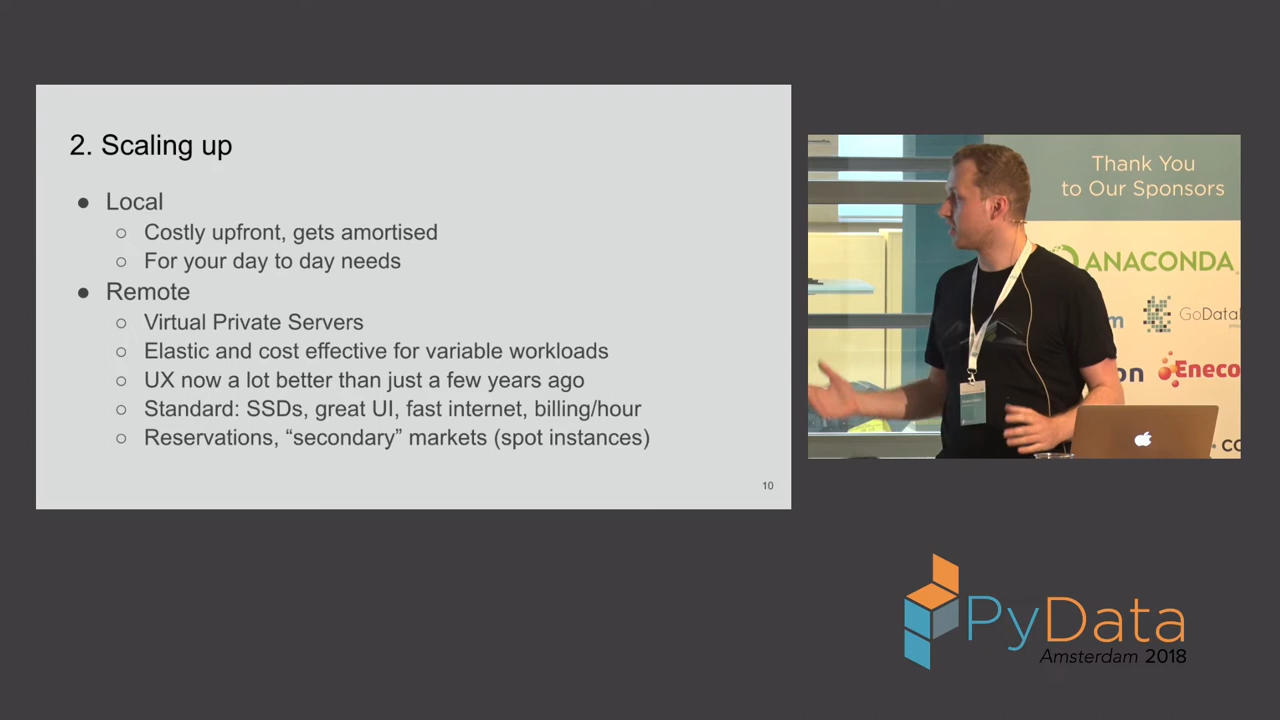 2. Scaling up
● Local
○ Costly upfront, gets amortised
○ For your day to day needs
● Remote
○ Virtual Private Servers
○ Elastic and cost effective for variable workloads
○ UX now a lot better than just a few years ago
○ Standard: SSDs, great UI, fast internet, billing/hour
○ Reservations, “secondary” markets (spot instances)
10
Thank You
to Our Sponsors
ANACONDA
GoData
Eneco
PyData
Amsterdam 2018